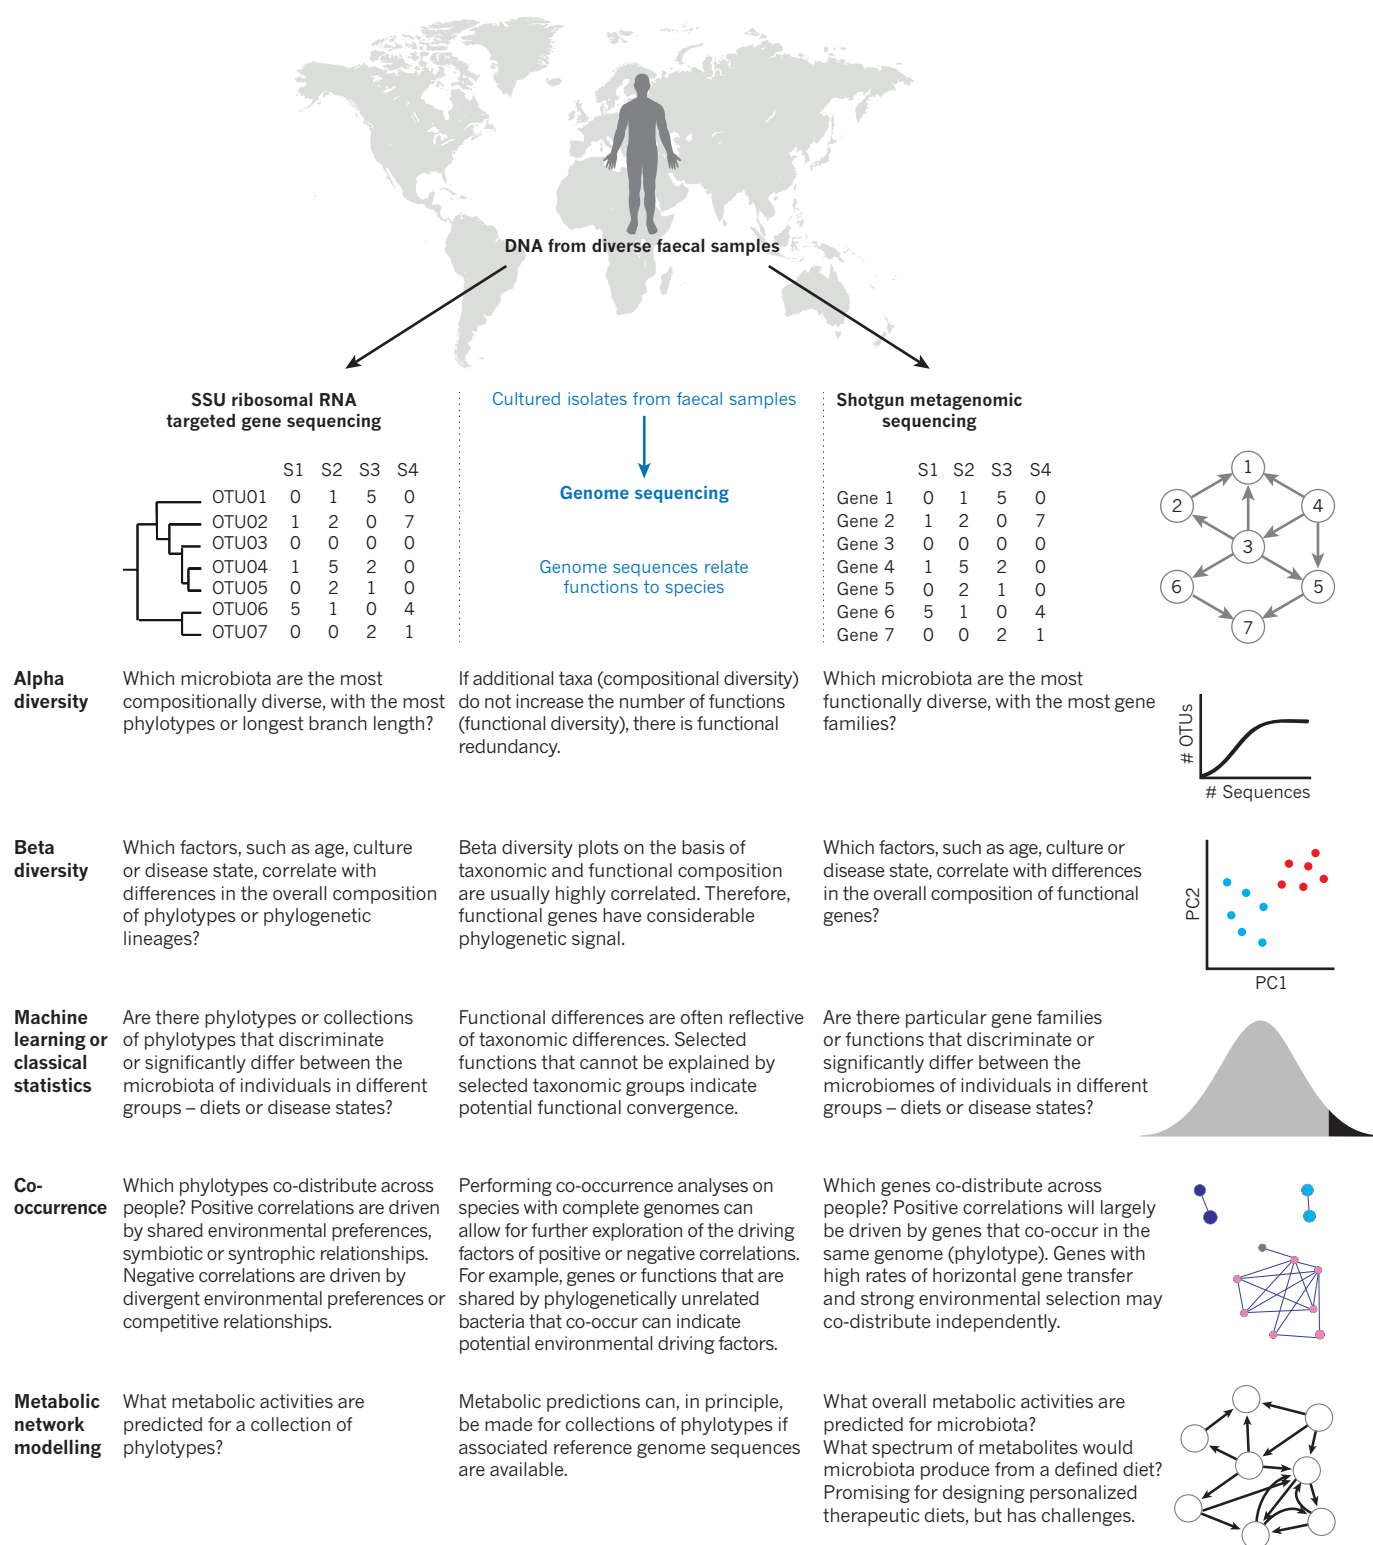 DNA from diverse faecal samples
SSU ribosomal RNA
targeted gene sequencing
S1 S2 S3 S4
OTU01 0 1 5 0
OTU02 1 2 0 7
OTU03 0 0 0 0
OTU04 1 5 2 0
OTU05 0 2 1 0
OTU06 5 1 0 4
OTU07 0 0 2 1
Cultured isolates from faecal samples
Genome sequencing
Genome sequences relate
functions to species
Shotgun metagenomic
sequencing
S1 S2 S3 S4
Gene 1 0 1 5 0
Gene 2 1 2 0 7
Gene 3 0 0 0 0
Gene 4 1 5 2 0
Gene 5 0 2 1 0
Gene 6 5 1 0 4
Gene 7 0 0 2 1
1
2 4
3
6 5
7
Alpha
diversity
Which microbiota are the most
compositionally diverse, with the most
phylotypes or longest branch length?
If additional taxa (compositional diversity)
do not increase the number of functions
(functional diversity), there is functional
redundancy.
Which microbiota are the most
functionally diverse, with the most gene
families?
# OTUs
# Sequences
Beta
diversity
Which factors, such as age, culture
or disease state, correlate with
differences in the overall composition
of phylotypes or phylogenetic
lineages?
Beta diversity plots on the basis of
taxonomic and functional composition
are usually highly correlated. Therefore,
functional genes have considerable
phylogenetic signal.
Which factors, such as age, culture or
disease state, correlate with differences
in the overall composition of functional
genes?
PC2
PC1
Machine
learning or
classical
statistics
Are there phylotypes or collections
of phylotypes that discriminate
or significantly differ between the
microbiota of individuals in different
groups – diets or disease states?
Functional differences are often reflective
of taxonomic differences. Selected
functions that cannot be explained by
selected taxonomic groups indicate
potential functional convergence.
Are there particular gene families
or functions that discriminate or
significantly differ between the
microbiomes of individuals in different
groups – diets or disease states?
Co-
occurrence
Which phylotypes co-distribute across
people? Positive correlations are driven
by shared environmental preferences,
symbiotic or syntrophic relationships.
Negative correlations are driven by
divergent environmental preferences or
competitive relationships.
Performing co-occurrence analyses on
species with complete genomes can
allow for further exploration of the driving
factors of positive or negative correlations.
For example, genes or functions that are
shared by phylogenetically unrelated
bacteria that co-occur can indicate
potential environmental driving factors.
Which genes co-distribute across
people? Positive correlations will largely
be driven by genes that co-occur in the
same genome (phylotype). Genes with
high rates of horizontal gene transfer
and strong environmental selection may
co-distribute independently.
Metabolic
network
modelling
What metabolic activities are
predicted for a collection of
phylotypes?
Metabolic predictions can, in principle,
be made for collections of phylotypes if
associated reference genome sequences
are available.
What overall metabolic activities are
predicted for microbiota?
What spectrum of metabolites would
microbiota produce from a defined diet?
Promising for designing personalized
therapeutic diets, but has challenges.